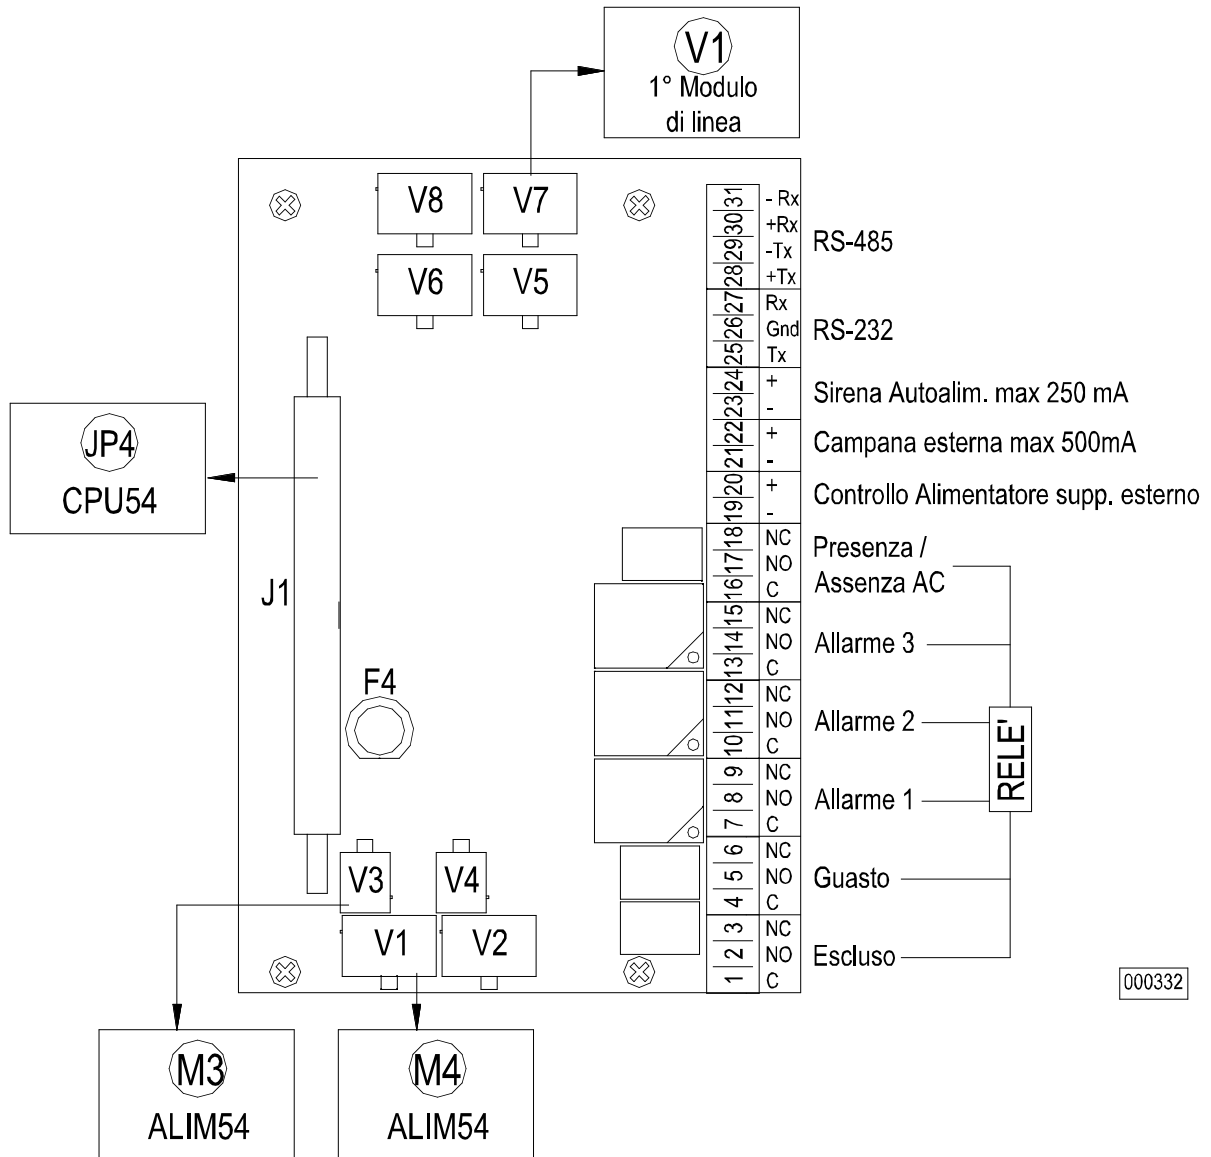 V1
1° Modulo
di linea
V8
V7
V6
V5
31 - Rx
30 +Rx
29 -Tx
28 +Tx
RS-485
27 Rx
26 Gnd
25 Tx
RS-232
24 +
23 -
Sirena Autoalim. max 250 mA
22 +
21 -
Campana esterna max 500mA
20 +
19 -
Controllo Alimentatore supp. esterno
18 NC
17 NO
16 C
Presenza /
Assenza AC
15 NC
14 NO
13 C
Allarme 3
12 NC
11 NO
10 C
Allarme 2
9 NC
8 NO
7 C
Allarme 1
6 NC
5 NO
4 C
Guasto
3 NC
2 NO
1 C
Escluso
RELE'
JP4
CPU54
J1
F4
V3
V4
V1
V2
M3
ALIM54
M4
ALIM54
000332